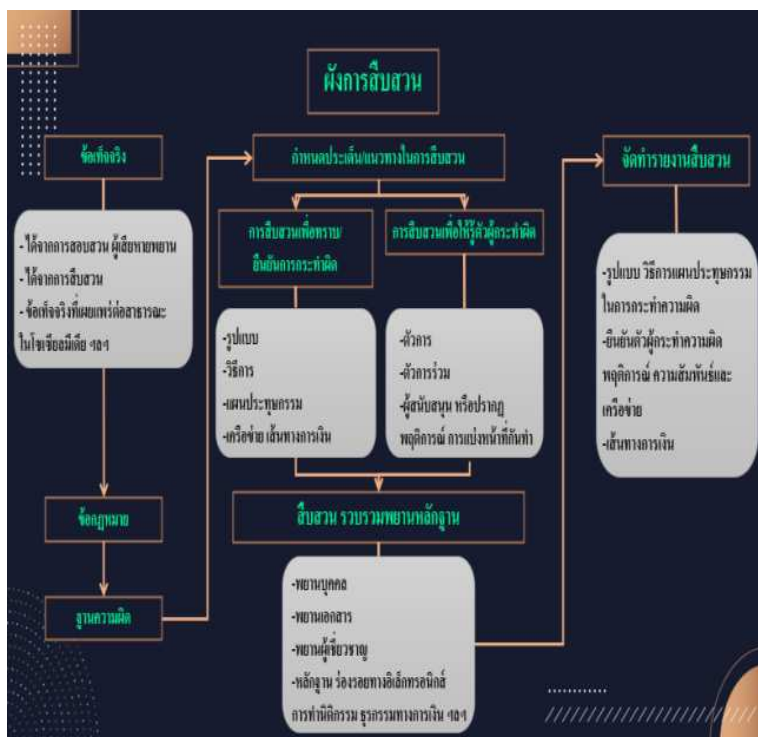 ผังการสืบสวน
ข้อเท็จจริง
- ได้จากการสอบสวน ผู้เสียหายพยาน
- ได้จากการสืบสวน
- ข้อเท็จจริงที่เผยแพร่ต่อสาธารณะ
ในโซเชียลมีเดีย ฯลฯ
ข้อกฎหมาย
ฐานความผิด
กำหนดประเด็น/แนวทางในการสืบสวน
การสืบสวนเพื่อทราบ/
ยืนยันการกระทำผิด
-รูปแบบ
-วิธีการ
-แผนประทุษกรรม
-เครือข่าย เส้นทางการเงิน
การสืบสวนเพื่อให้รู้ตัวผู้กระทำผิด
-ตัวการ
-ตัวการร่วม
-ผู้สนับสนุน หรือปรากฏ
พฤติการณ์ การแบ่งหน้าที่กันทำ
สืบสวน รวบรวมพยานหลักฐาน
-พยานบุคคล
-พยานเอกสาร
-พยานผู้เชี่ยวชาญ
-หลักฐาน ร่องรอยทางอิเล็กทรอนิกส์
การทำนิติกรรม ธุรกรรมทางการเงิน ฯลฯ
จัดทำรายงานสืบสวน
-รูปแบบ วิธีการแผนประทุษกรรม
ในการกระทำความผิด
-ยืนยันตัวผู้กระทำความผิด
พฤติการณ์ ความสัมพันธ์และ
เครือข่าย
-เส้นทางการเงิน